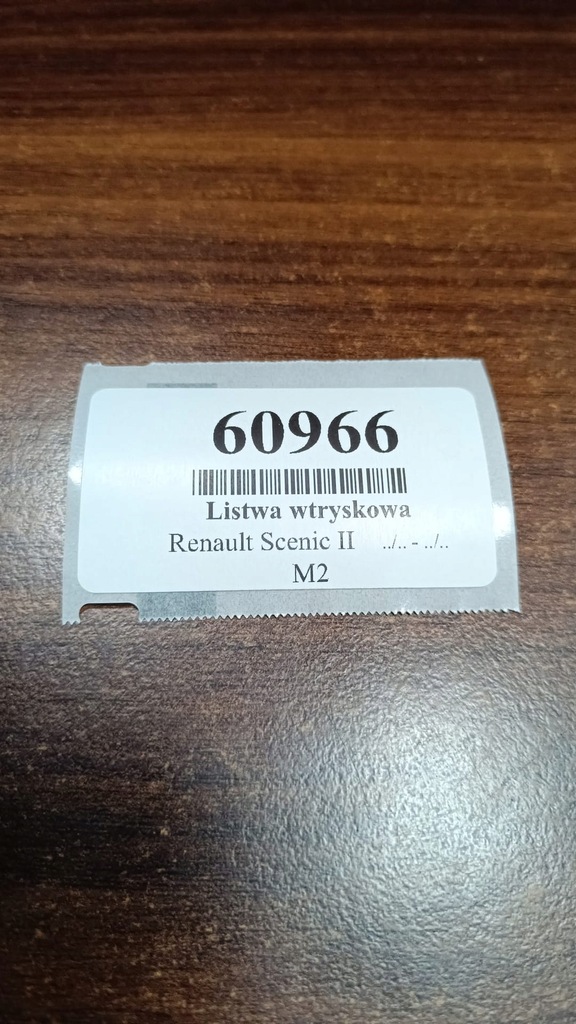 60966
Listwa wtryskowa
Renault Scenic II ../.. - ../..
M2